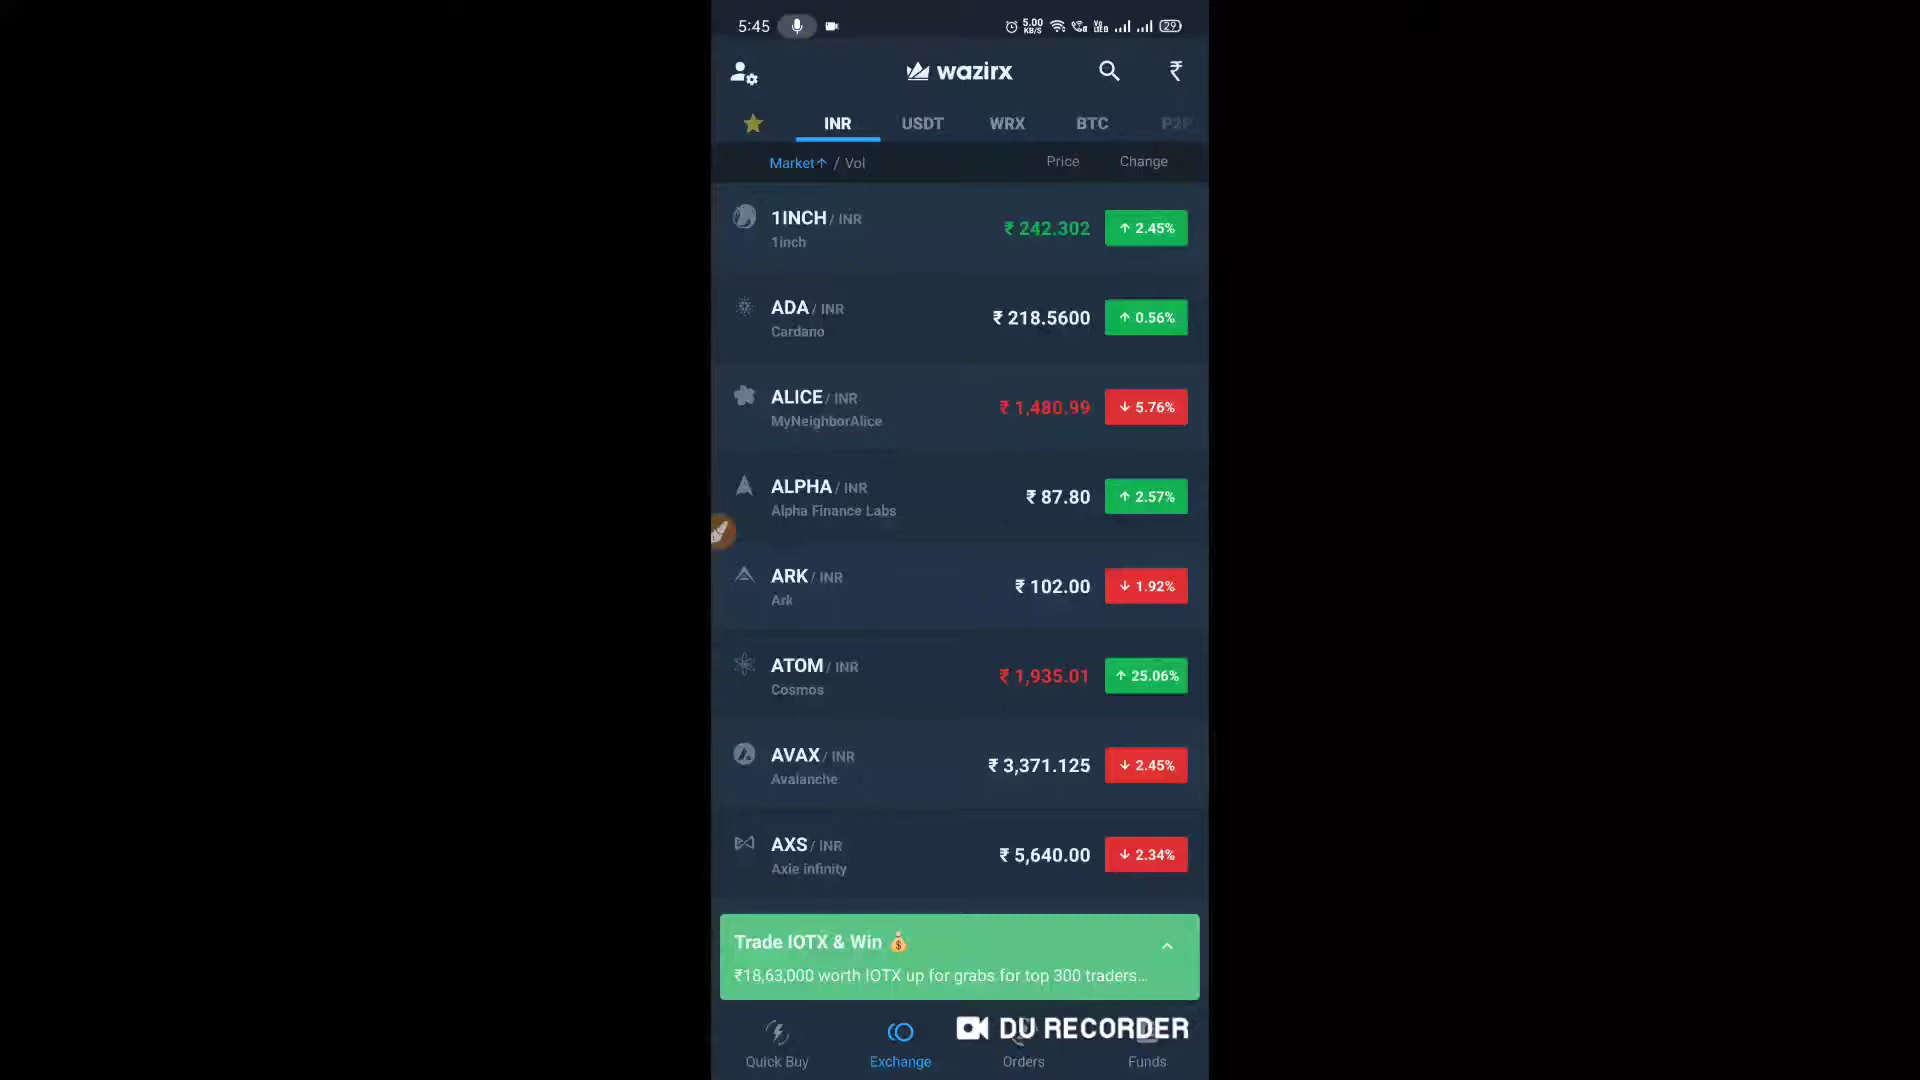 5:45
5.00 KB/S
29
wazirx
₹
INR USDT WRX BTC P2P
Market↑ / Vol Price Change
1INCH / INR
1inch
₹ 242.302
↑ 2.45%
ADA / INR
Cardano
₹ 218.5600
↑ 0.56%
ALICE / INR
MyNeighborAlice
₹ 1,480.99
↓ 5.76%
ALPHA / INR
Alpha Finance Labs
₹ 87.80
↑ 2.57%
ARK / INR
Ark
₹ 102.00
↓ 1.92%
ATOM / INR
Cosmos
₹ 1,935.01
↑ 25.06%
AVAX / INR
Avalanche
₹ 3,371.125
↓ 2.45%
AXS / INR
Axie infinity
₹ 5,640.00
↓ 2.34%
Trade IOTX & Win 💰
₹18,63,000 worth IOTX up for grabs for top 300 traders...
DU RECORDER
Quick Buy Exchange Orders Funds